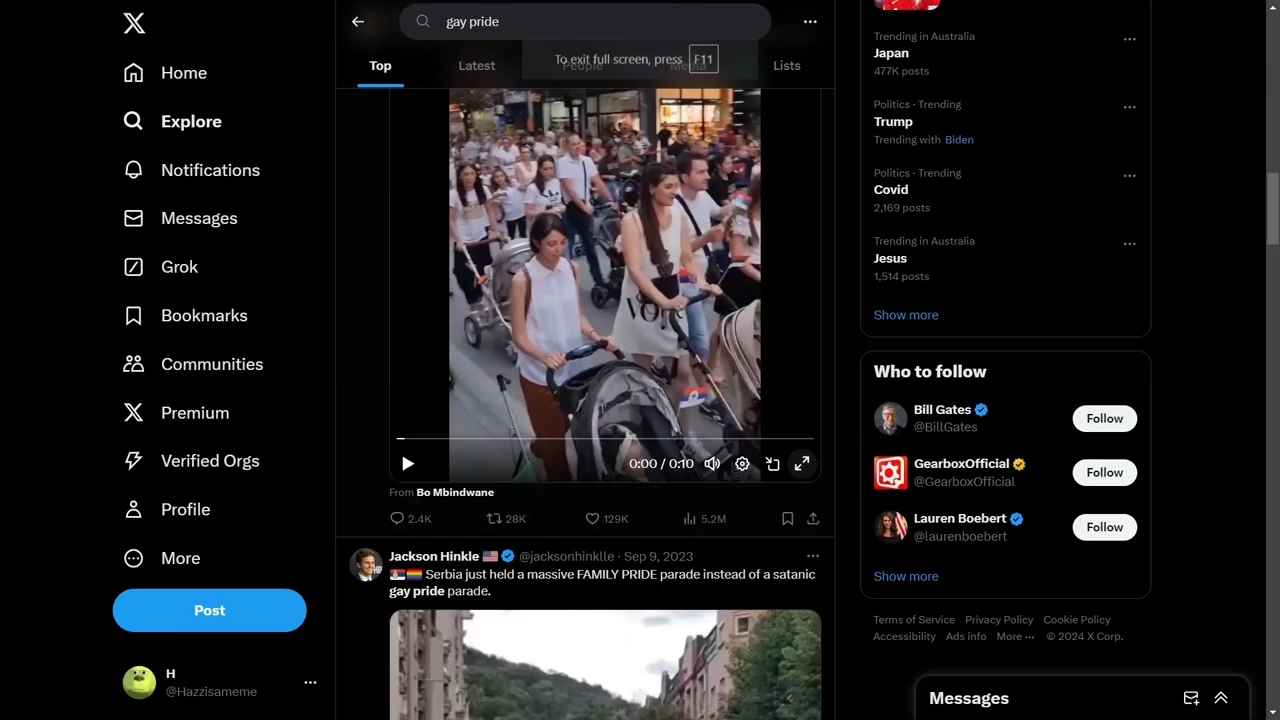 Home
Explore
Notifications
Messages
Grok
Bookmarks
Communities
Premium
Verified Orgs
Profile
More
Post
H
@Hazzisameme
gay pride
To exit full screen, press F11
Top
Latest
People
Media
Lists
0:00 / 0:10
From Bo Mbindwane
2.4K
28K
129K
5.2M
Jackson Hinkle @jacksonhinklle · Sep 9, 2023
Serbia just held a massive FAMILY PRIDE parade instead of a satanic
gay pride parade.
Trending in Australia
Japan
477K posts
Politics · Trending
Trump
Trending with Biden
Politics · Trending
Covid
2,169 posts
Trending in Australia
Jesus
1,514 posts
Show more
Who to follow
Bill Gates
@BillGates
Follow
GearboxOfficial
@GearboxOfficial
Follow
Lauren Boebert
@laurenboebert
Follow
Show more
Terms of Service Privacy Policy Cookie Policy
Accessibility Ads info More ··· © 2024 X Corp.
Messages